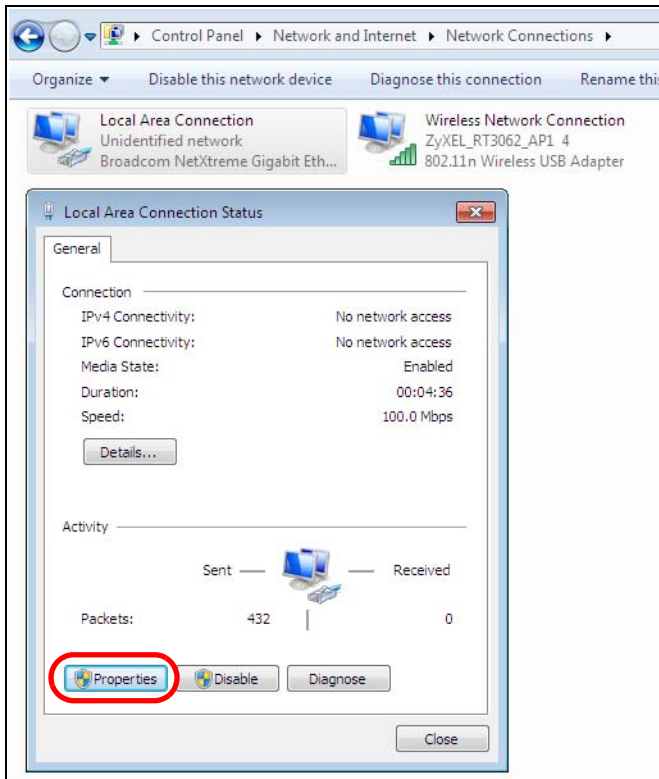 Control Panel ▸ Network and Internet ▸ Network Connections ▸
Organize ▾ Disable this network device Diagnose this connection Rename this
Local Area Connection
Unidentified network
Broadcom NetXtreme Gigabit Eth...
Wireless Network Connection
ZyXEL_RT3062_AP1 4
802.11n Wireless USB Adapter
Local Area Connection Status
General
Connection
IPv4 Connectivity: No network access
IPv6 Connectivity: No network access
Media State: Enabled
Duration: 00:04:36
Speed: 100.0 Mbps
Details...
Activity
Sent Received
Packets: 432 0
Properties Disable Diagnose
Close